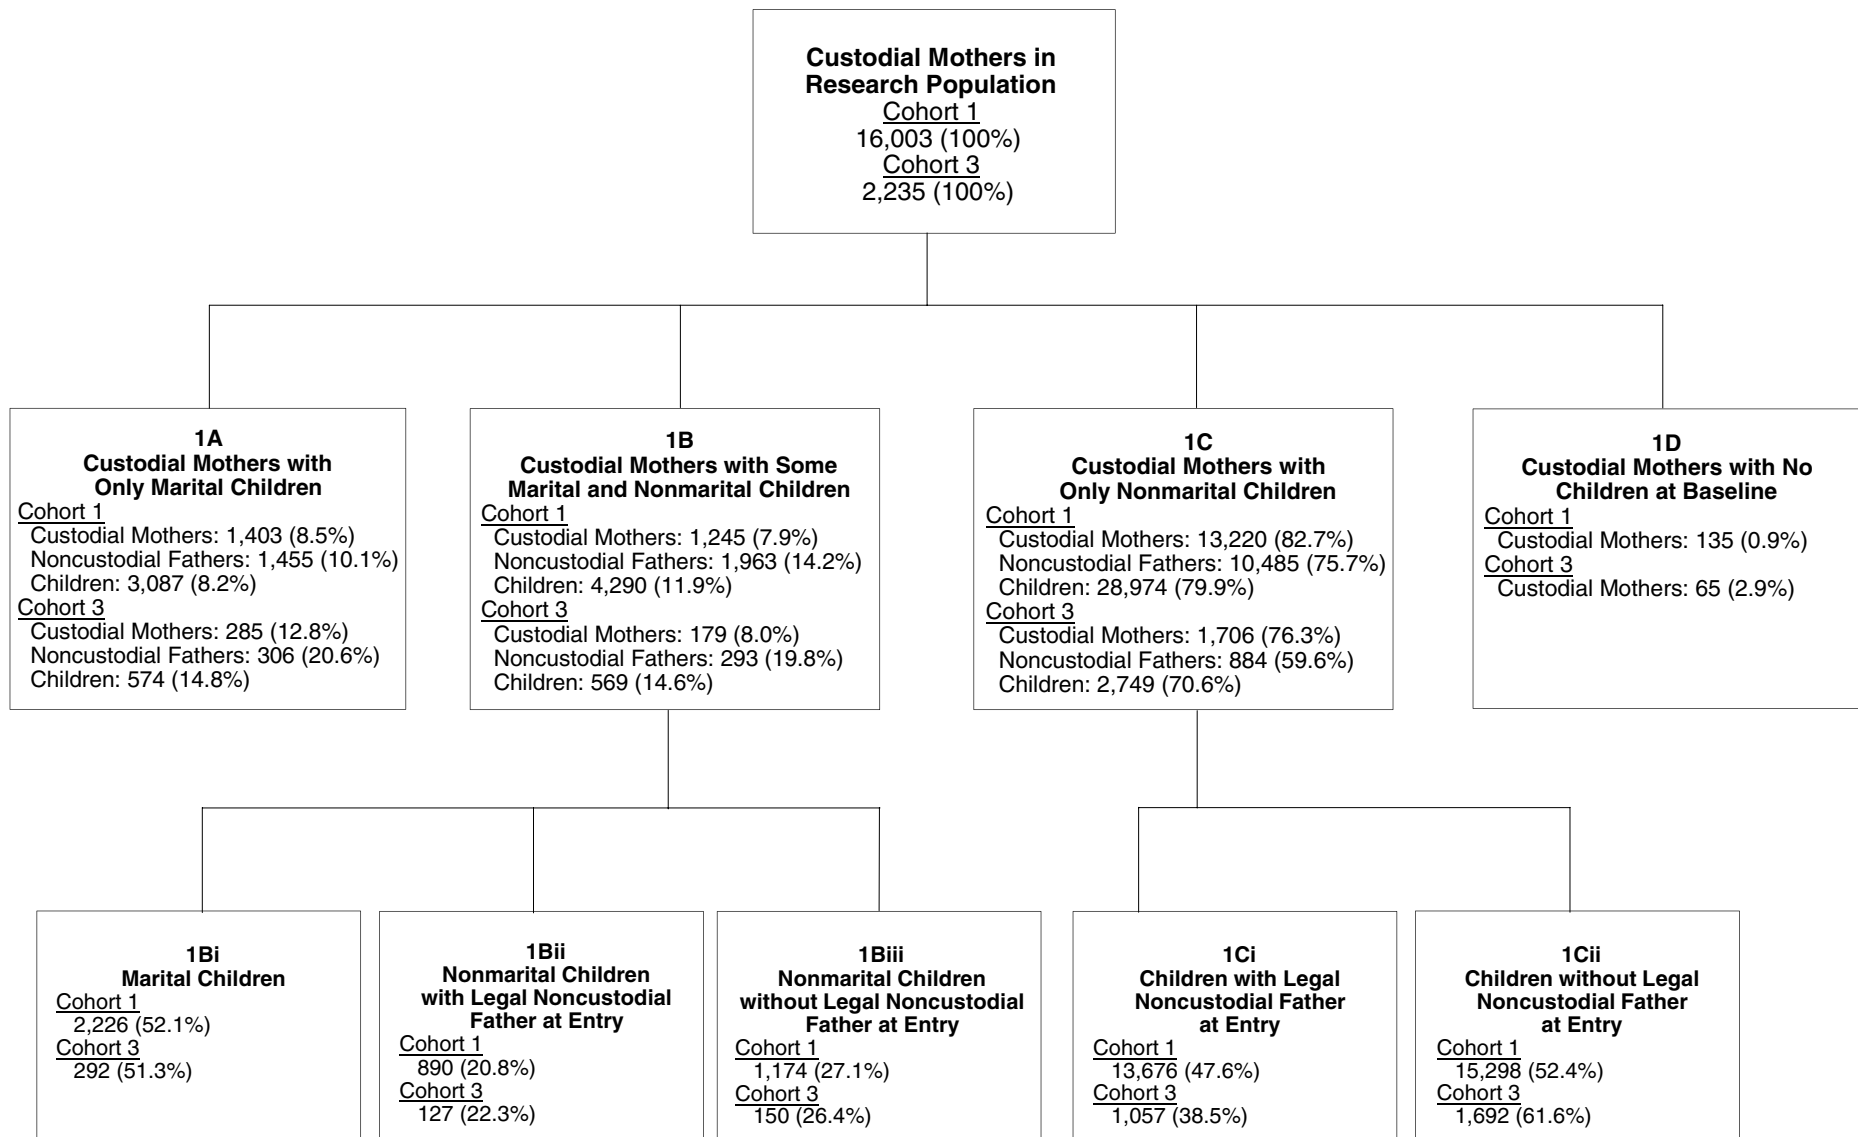 Custodial Mothers in
Research Population
Cohort 1
16,003 (100%)
Cohort 3
2,235 (100%)
1A
Custodial Mothers with
Only Marital Children
Cohort 1
Custodial Mothers: 1,403 (8.5%)
Noncustodial Fathers: 1,455 (10.1%)
Children: 3,087 (8.2%)
Cohort 3
Custodial Mothers: 285 (12.8%)
Noncustodial Fathers: 306 (20.6%)
Children: 574 (14.8%)
1B
Custodial Mothers with Some
Marital and Nonmarital Children
Cohort 1
Custodial Mothers: 1,245 (7.9%)
Noncustodial Fathers: 1,963 (14.2%)
Children: 4,290 (11.9%)
Cohort 3
Custodial Mothers: 179 (8.0%)
Noncustodial Fathers: 293 (19.8%)
Children: 569 (14.6%)
1C
Custodial Mothers with
Only Nonmarital Children
Cohort 1
Custodial Mothers: 13,220 (82.7%)
Noncustodial Fathers: 10,485 (75.7%)
Children: 28,974 (79.9%)
Cohort 3
Custodial Mothers: 1,706 (76.3%)
Noncustodial Fathers: 884 (59.6%)
Children: 2,749 (70.6%)
1D
Custodial Mothers with No
Children at Baseline
Cohort 1
Custodial Mothers: 135 (0.9%)
Cohort 3
Custodial Mothers: 65 (2.9%)
1Bi
Marital Children
Cohort 1
2,226 (52.1%)
Cohort 3
292 (51.3%)
1Bii
Nonmarital Children
with Legal Noncustodial
Father at Entry
Cohort 1
890 (20.8%)
Cohort 3
127 (22.3%)
1Biii
Nonmarital Children
without Legal Noncustodial
Father at Entry
Cohort 1
1,174 (27.1%)
Cohort 3
150 (26.4%)
1Ci
Children with Legal
Noncustodial Father
at Entry
Cohort 1
13,676 (47.6%)
Cohort 3
1,057 (38.5%)
1Cii
Children without Legal
Noncustodial Father
at Entry
Cohort 1
15,298 (52.4%)
Cohort 3
1,692 (61.6%)